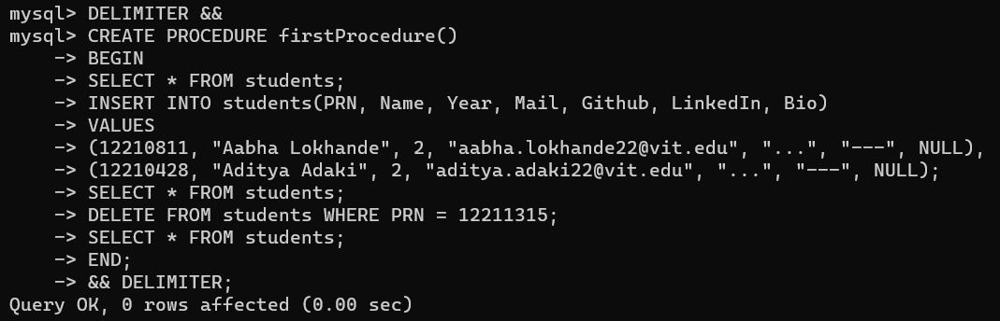 mysql> DELIMITER &&
mysql> CREATE PROCEDURE firstProcedure()
    -> BEGIN
    -> SELECT * FROM students;
    -> INSERT INTO students(PRN, Name, Year, Mail, Github, LinkedIn, Bio)
    -> VALUES
    -> (12210811, "Aabha Lokhande", 2, "aabha.lokhande22@vit.edu", "...", "---", NULL),
    -> (12210428, "Aditya Adaki", 2, "aditya.adaki22@vit.edu", "...", "---", NULL);
    -> SELECT * FROM students;
    -> DELETE FROM students WHERE PRN = 12211315;
    -> SELECT * FROM students;
    -> END;
    -> && DELIMITER;
Query OK, 0 rows affected (0.00 sec)